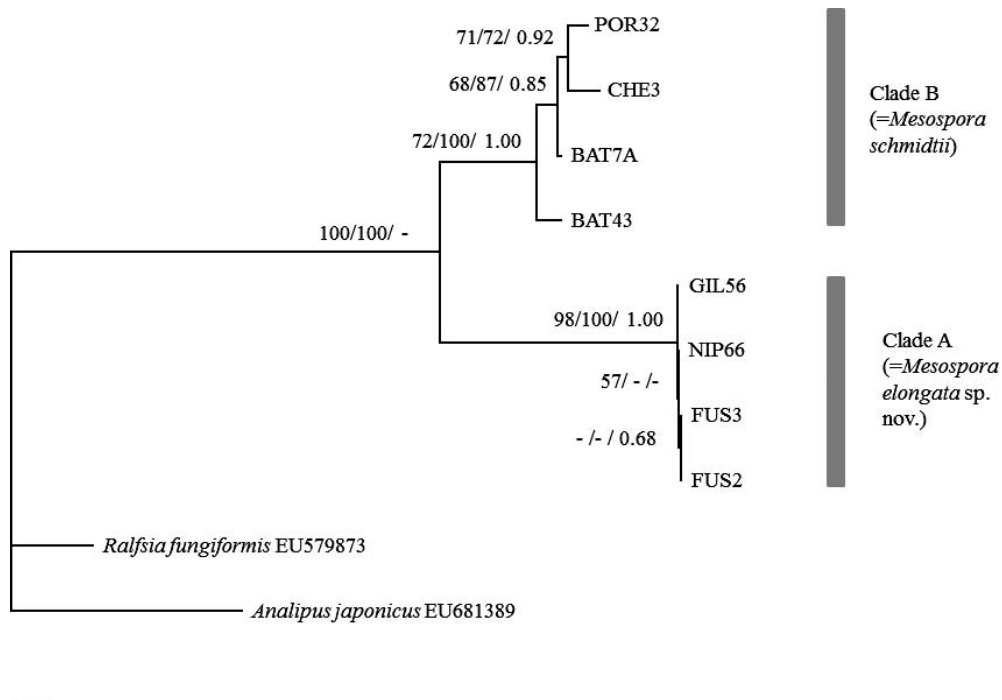 POR32
71/72/ 0.92
68/87/ 0.85
CHE3
Clade B
(=Mesospora
schmidtii)
72/100/ 1.00
BAT7A
BAT43
100/100/ -
GIL56
98/100/ 1.00
NIP66
Clade A
(=Mesospora
elongata sp.
nov.)
57/ - /-
FUS3
- /- / 0.68
FUS2
Ralfsia fungiformis EU579873
Analipus japonicus EU681389